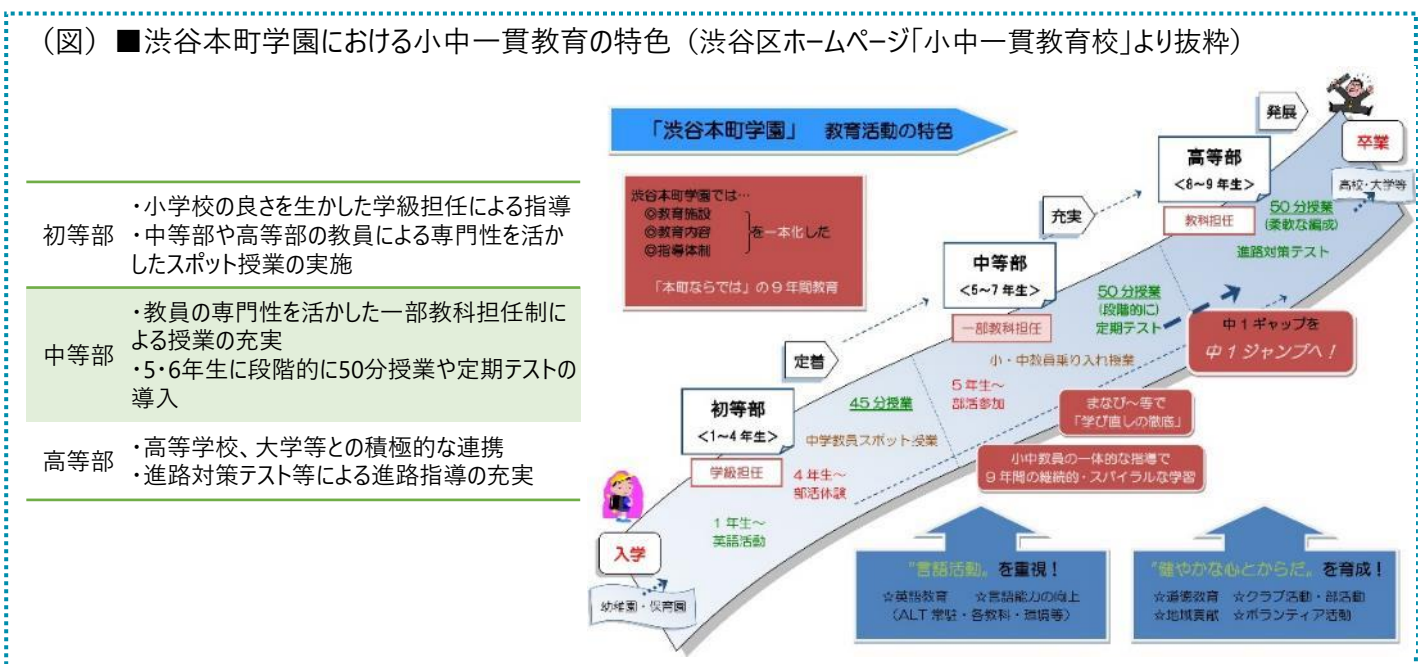 （図）■渋谷本町学園における小中一貫教育の特色（渋谷区ホームページ「小中一貫教育校」より抜粋）
初等部
・小学校の良さを生かした学級担任による指導
・中等部や高等部の教員による専門性を活か
したスポット授業の実施
中等部
・教員の専門性を活かした一部教科担任制に
よる授業の充実
・5・6年生に段階的に50分授業や定期テストの
導入
高等部
・高等学校、大学等との積極的な連携
・進路対策テスト等による進路指導の充実
「渋谷本町学園」 教育活動の特色
渋谷本町学園では…
◎教育施設
◎教育内容
◎指導体制
を一本化した
「本町ならでは」の９年間教育
発展
卒業
高校・大学等
高等部
<8～9 年生>
教科担任
50 分授業
(柔軟な編成)
進路対策テスト
充実
中等部
<5～7 年生>
一部教科担任
50 分授業
(段階的に)
定期テスト
中１ギャップを
中１ジャンプへ！
小・中教員乗り入れ授業
5 年生～
部活参加
まなび～等で
「学び直しの徹底」
定着
初等部
<1～4 年生>
学級担任
45 分授業
中学教員スポット授業
4 年生～
部活体験
小中教員の一体的な指導で
９年間の継続的・スパイラルな学習
1 年生～
英語活動
入学
幼稚園・保育園
"言語活動。を重視！
☆英語教育 ☆言語能力の向上
（ALT 常駐・各教科・環境等）
"健やかな心とからだ。を育成！
☆道徳教育 ☆クラブ活動・部活動
☆地域貢献 ☆ボランティア活動